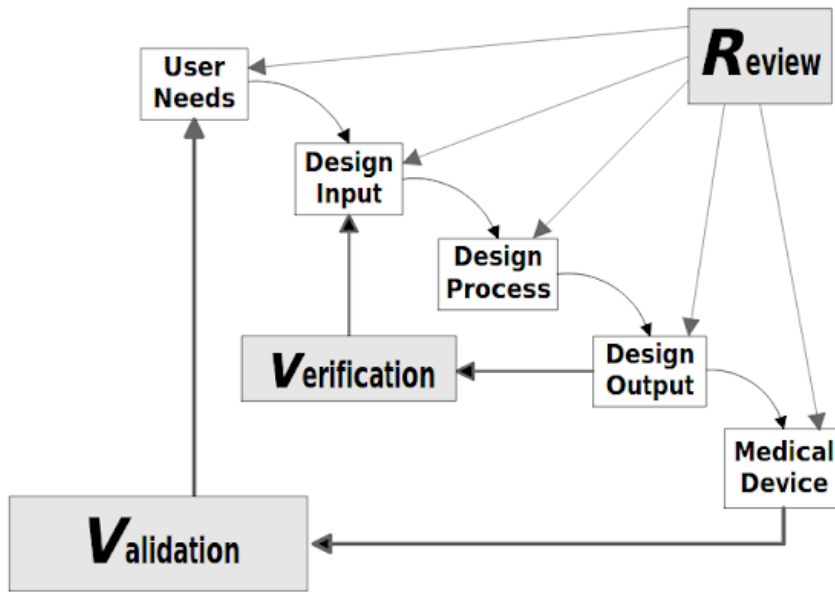 User
Needs
Review
Design
Input
Design
Process
Verification
Design
Output
Medical
Device
Validation